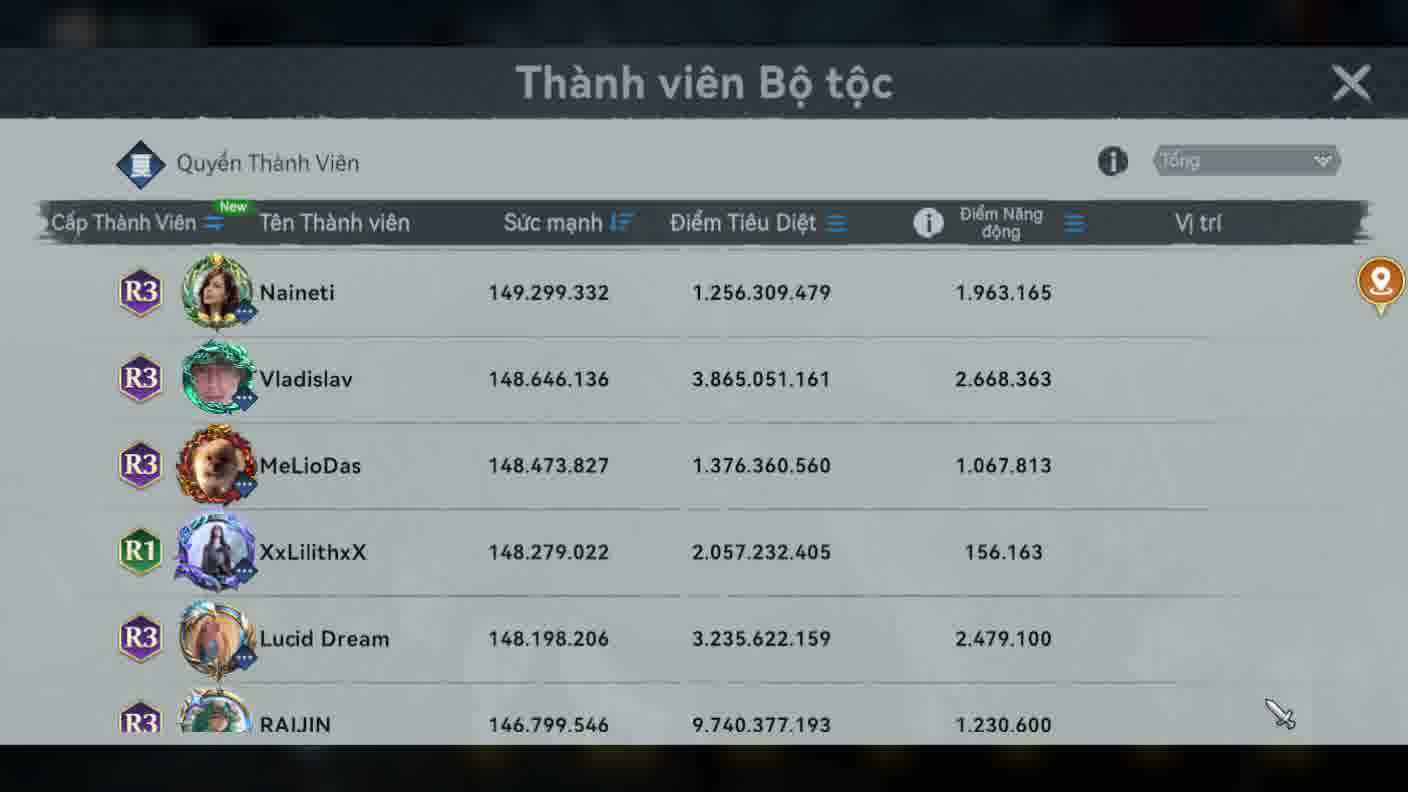 Thành viên Bộ tộc
Quyền Thành Viên
Tổng
Cấp Thành Viên New Tên Thành viên Sức mạnh Điểm Tiêu Diệt Điểm Năng động Vị trí
R3 Naineti 149.299.332 1.256.309.479 1.963.165
R3 Vladislav 148.646.136 3.865.051.161 2.668.363
R3 MeLioDas 148.473.827 1.376.360.560 1.067.813
R1 XxLilithxX 148.279.022 2.057.232.405 156.163
R3 Lucid Dream 148.198.206 3.235.622.159 2.479.100
R3 RAIJIN 146.799.546 9.740.377.193 1.230.600